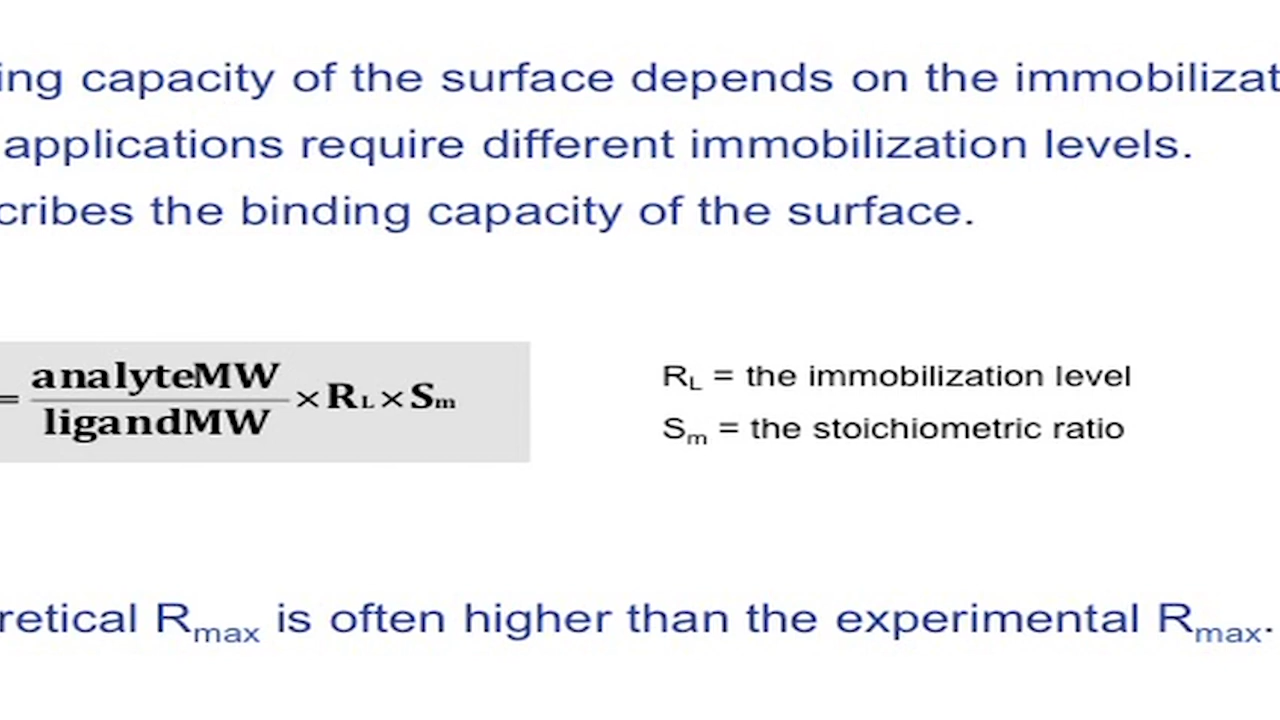 ing capacity of the surface depends on the immobilizat
applications require different immobilization levels.
cribes the binding capacity of the surface.
= analyteMW / ligandMW × RL × Sm
RL = the immobilization level
Sm = the stoichiometric ratio
retical Rmax is often higher than the experimental Rmax.